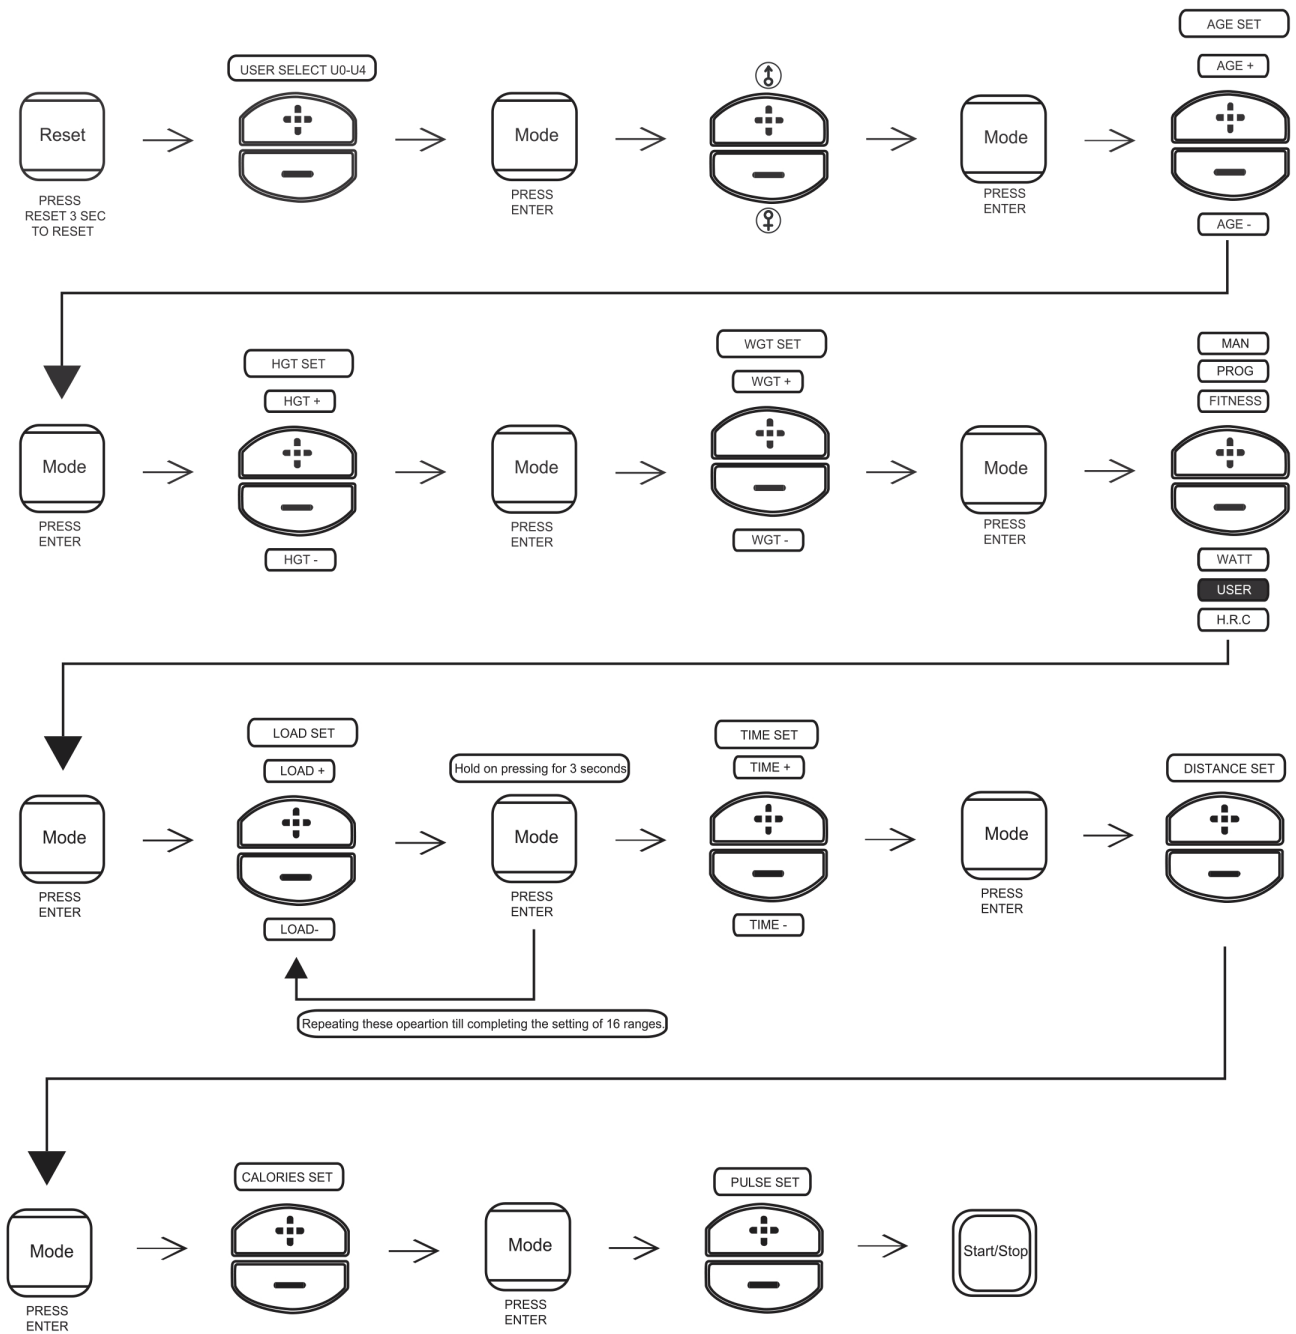 USER SELECT U0-U4
AGE SET
AGE +
Reset
Mode
Mode
PRESS
RESET 3 SEC
TO RESET
PRESS
ENTER
PRESS
ENTER
AGE -
HGT SET
HGT +
WGT SET
WGT +
MAN
PROG
FITNESS
Mode
Mode
Mode
PRESS
ENTER
HGT -
PRESS
ENTER
WGT -
PRESS
ENTER
WATT
USER
H.R.C
LOAD SET
LOAD +
Hold on pressing for 3 seconds
TIME SET
TIME +
DISTANCE SET
Mode
Mode
Mode
PRESS
ENTER
LOAD-
PRESS
ENTER
TIME -
PRESS
ENTER
Repeating these opeartion till completing the setting of 16 ranges.
CALORIES SET
PULSE SET
Mode
Mode
Start/Stop
PRESS
ENTER
PRESS
ENTER